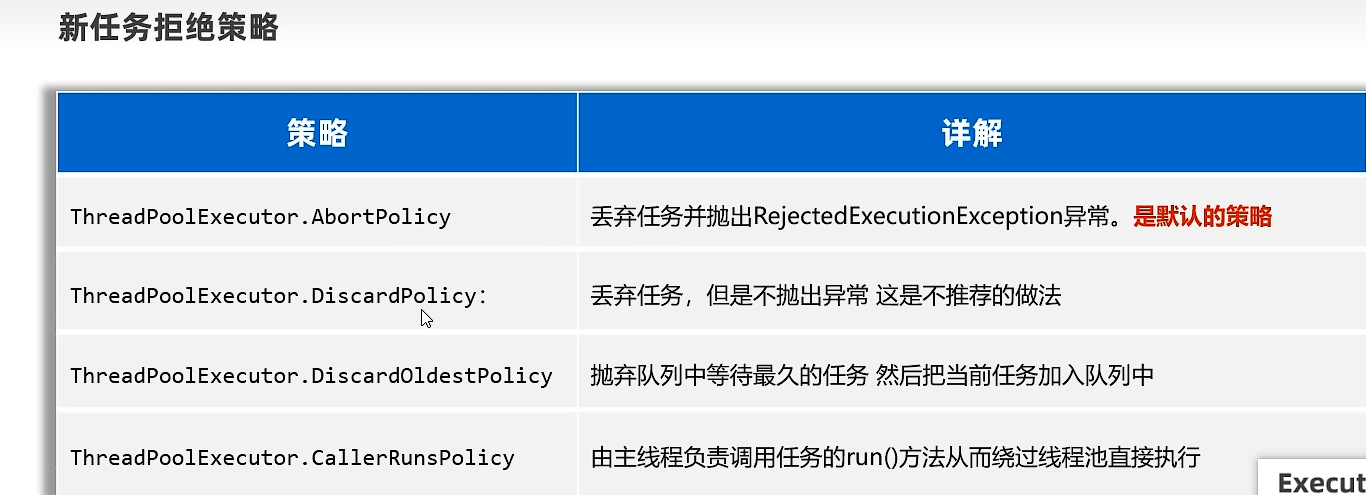 新任务拒绝策略
策略 详解
ThreadPoolExecutor.AbortPolicy 丢弃任务并抛出RejectedExecutionException异常。是默认的策略
ThreadPoolExecutor.DiscardPolicy: 丢弃任务，但是不抛出异常 这是不推荐的做法
ThreadPoolExecutor.DiscardOldestPolicy 抛弃队列中等待最久的任务 然后把当前任务加入队列中
ThreadPoolExecutor.CallerRunsPolicy 由主线程负责调用任务的run()方法从而绕过线程池直接执行
Execut